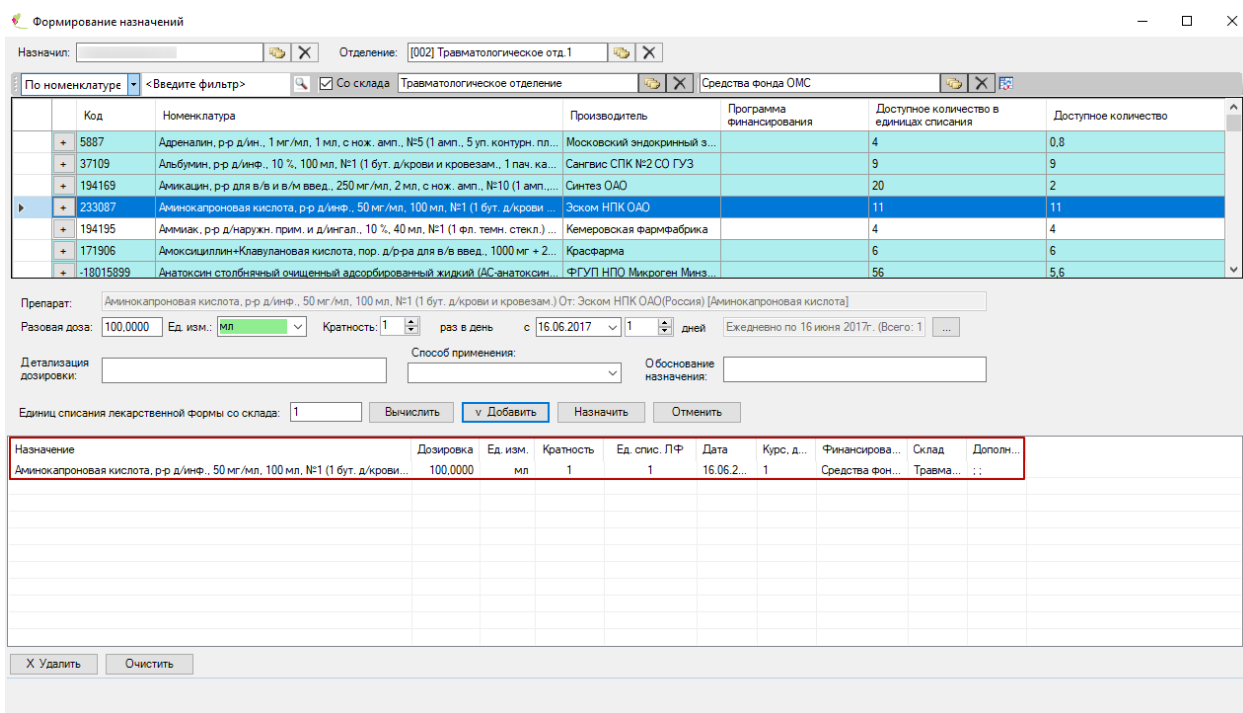 Формирование назначений
Назначил: Отделение: [002] Травматологическое отд.1
По номенклатуре <Введите фильтр> Со склада Травматологическое отделение Средства фонда ОМС
Код Номенклатура Производитель Программа финансирования Доступное количество в единицах списания Доступное количество
+ 5887 Адреналин, р-р д/ин., 1 мг/мл, 1 мл, с нож. амп., №5 (1 амп., 5 уп. контурн. пл... Московский эндокринный з... 4 0,8
+ 37109 Альбумин, р-р д/инф., 10 %, 100 мл, №1 (1 бут. д/крови и кровезам., 1 пач. ка... Сангвис СПК №2 СО ГУЗ 9 9
+ 194169 Амикацин, р-р для в/в и в/м введ., 250 мг/мл, 2 мл, с нож. амп., №10 (1 амп.,... Синтез ОАО 20 2
+ 233087 Аминокапроновая кислота, р-р д/инф., 50 мг/мл, 100 мл, №1 (1 бут. д/крови ... Эском НПК ОАО 11 11
+ 194195 Аммиак, р-р д/наружн. прим. и д/ингал., 10 %, 40 мл, №1 (1 фл. темн. стекл.) ... Кемеровская фармфабрика 4 4
+ 171906 Амоксициллин+Клавулановая кислота, пор. д/р-ра для в/в введ., 1000 мг + 2... Красфарма 6 6
+ -18015899 Анатоксин столбнячный очищенный адсорбированный жидкий (АС-анатоксин... ФГУП НПО Микроген Минз... 56 5,6
Препарат: Аминокапроновая кислота, р-р д/инф., 50 мг/мл, 100 мл, №1 (1 бут. д/крови и кровезам.) От: Эском НПК ОАО(Россия) [Аминокапроновая кислота]
Разовая доза: 100,0000 Ед. изм.: мл Кратность: 1 раз в день с 16.06.2017 1 дней Ежедневно по 16 июня 2017г. (Всего: 1 ...
Детализация дозировки: Способ применения: Обоснование назначения:
Единиц списания лекарственной формы со склада: 1 Вычислить v Добавить Назначить Отменить
Назначение Дозировка Ед. изм. Кратность Ед. спис. ЛФ Дата Курс, д... Финансирова... Склад Дополн...
Аминокапроновая кислота, р-р д/инф., 50 мг/мл, 100 мл, №1 (1 бут. д/крови... 100,0000 мл 1 1 16.06.2... 1 Средства фон... Травма... ; ;
X Удалить Очистить